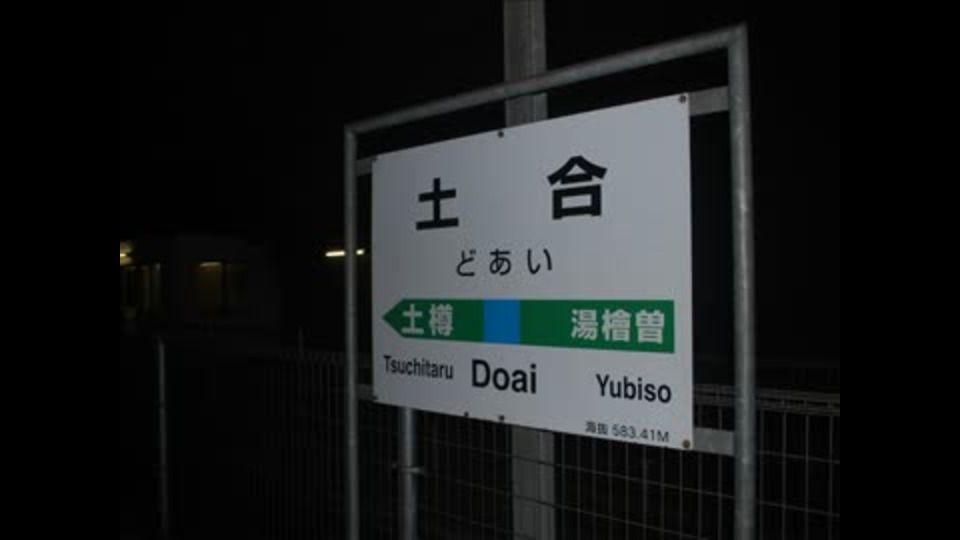 土合
どあい
土樽 湯檜曽
Tsuchitaru Doai Yubiso
海抜 583.41M